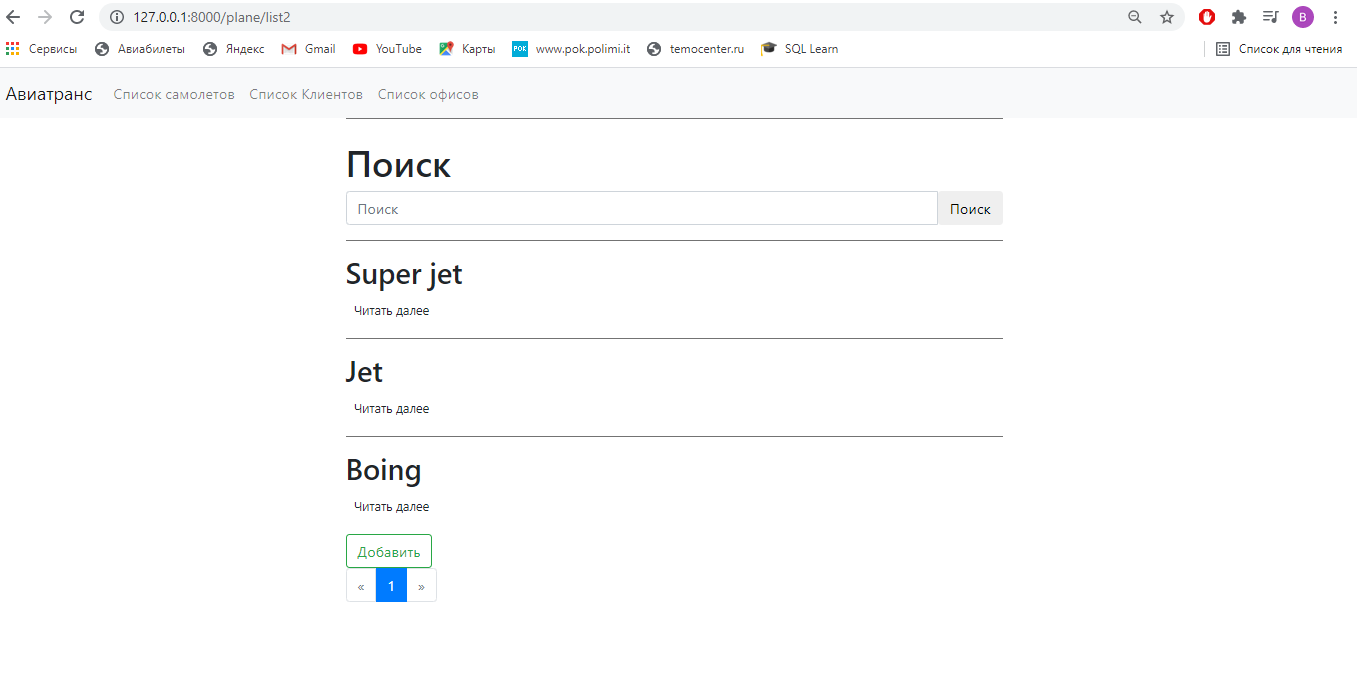 127.0.0.1:8000/plane/list2
B
Сервисы Авиабилеты Яндекс Gmail YouTube Карты POK www.pok.polimi.it temocenter.ru SQL Learn Список для чтения
Авиатранс Список самолетов Список Клиентов Список офисов
Поиск
Поиск Поиск
Super jet
Читать далее
Jet
Читать далее
Boing
Читать далее
Добавить
« 1 »